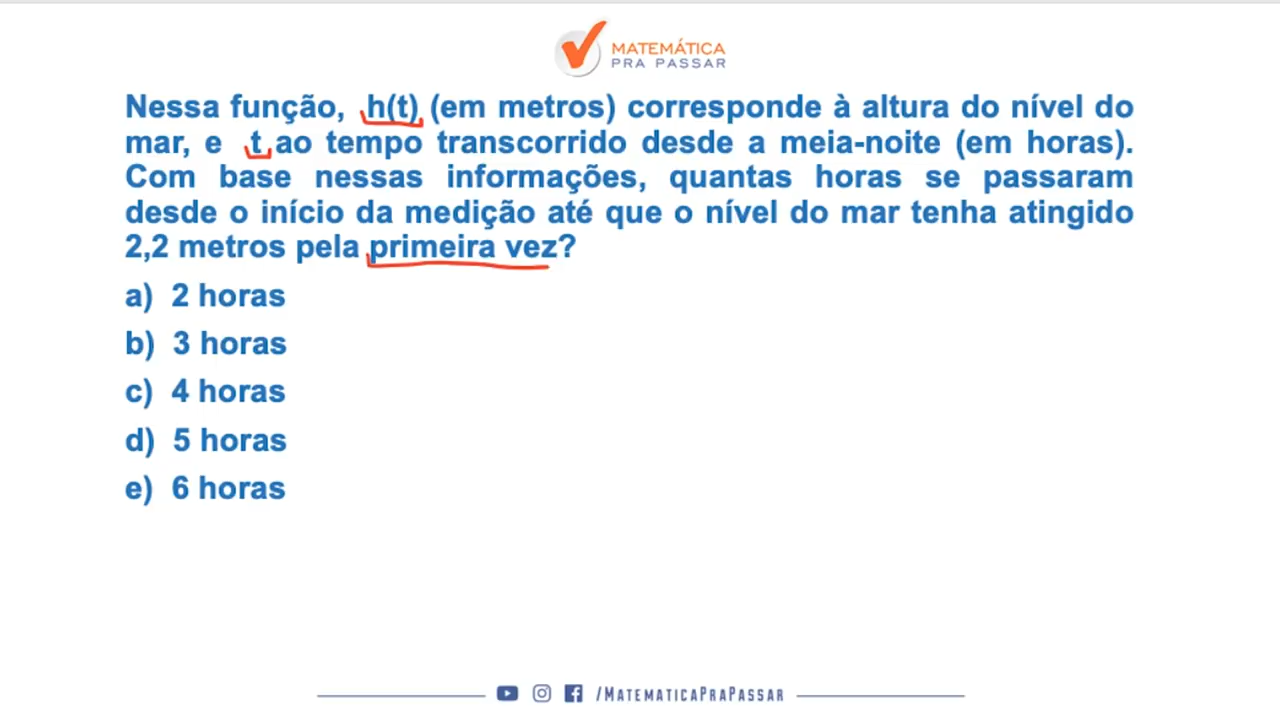 MATEMÁTICA
PRA PASSAR
Nessa função, h(t) (em metros) corresponde à altura do nível do
mar, e t ao tempo transcorrido desde a meia-noite (em horas).
Com base nessas informações, quantas horas se passaram
desde o início da medição até que o nível do mar tenha atingido
2,2 metros pela primeira vez?
a) 2 horas
b) 3 horas
c) 4 horas
d) 5 horas
e) 6 horas
/MATEMATICAPRAPASSAR